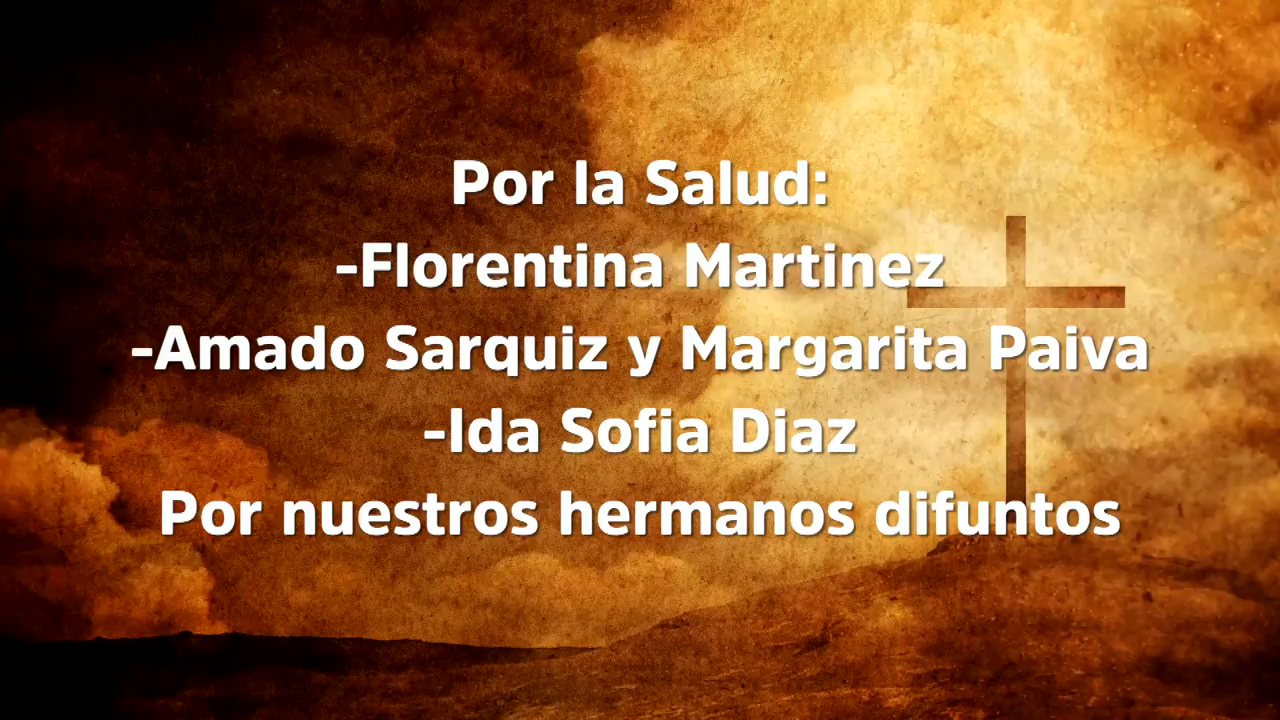 Por la Salud:
-Florentina Martinez
-Amado Sarquiz y Margarita Paiva
-Ida Sofia Diaz
Por nuestros hermanos difuntos